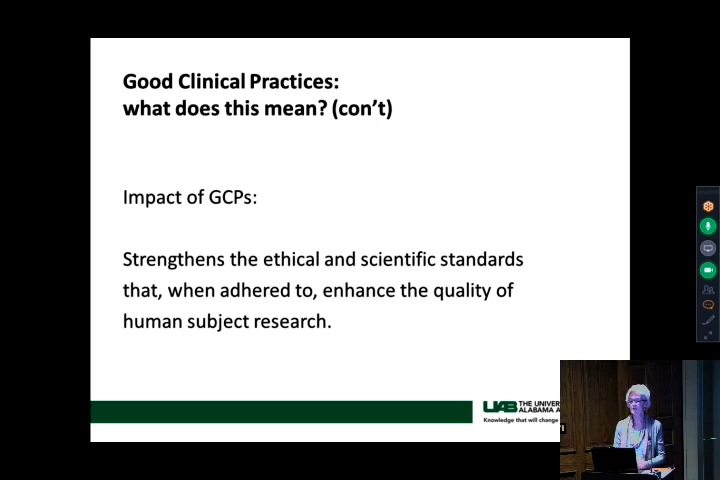 Good Clinical Practices:
what does this mean? (con’t)
Impact of GCPs:
Strengthens the ethical and scientific standards
that, when adhered to, enhance the quality of
human subject research.
UAB THE
ALABAMA
Knowledge that will change